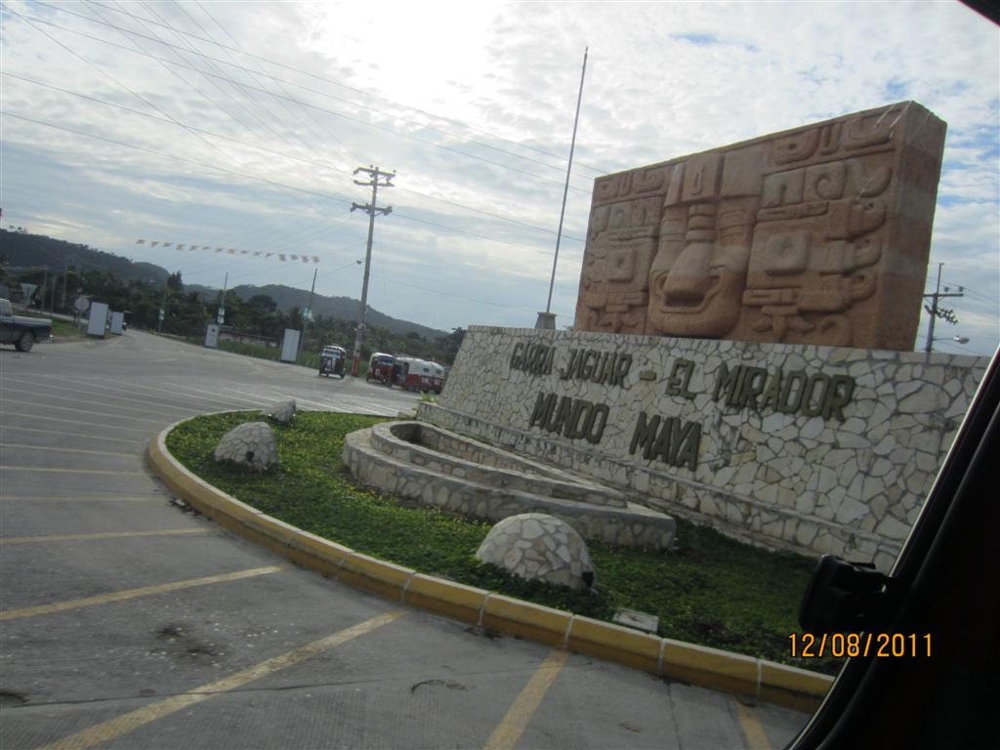 GARRA JAGUAR - EL MIRADOR
MUNDO MAYA
12/08/2011